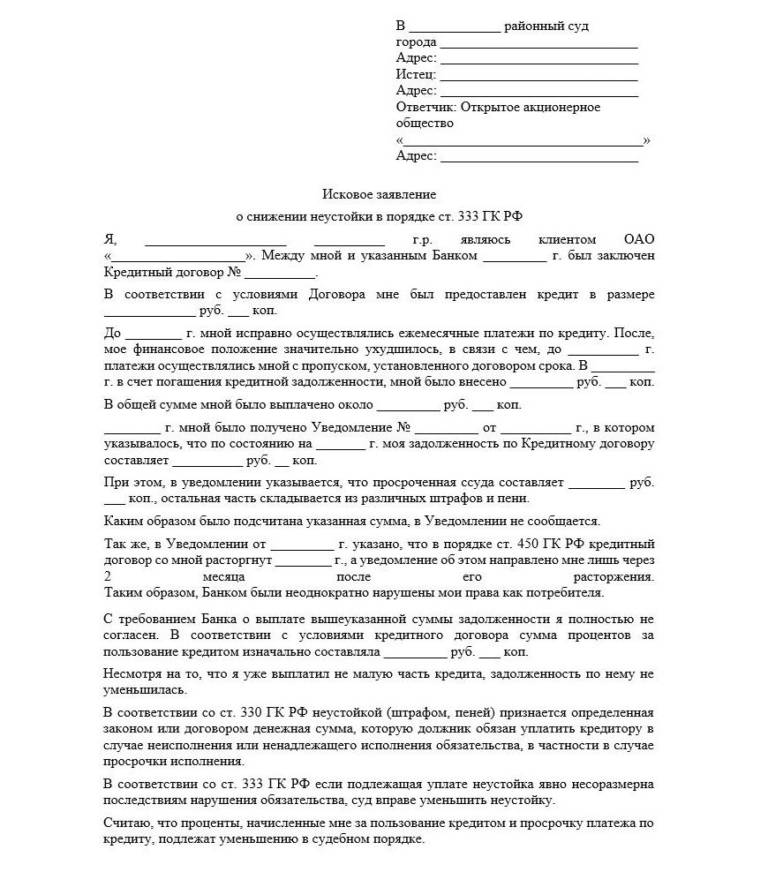 В _____________ районный суд
города ____________________________
Адрес: ____________________________
Истец: ____________________________
Адрес: ____________________________
Ответчик: Открытое акционерное
общество
«__________________________________»
Адрес: ____________________________
Исковое заявление
о снижении неустойки в порядке ст. 333 ГК РФ
Я, ____________________ __________ г.р. являюсь клиентом ОАО
«___________________». Между мной и указанным Банком _________ г. был заключен
Кредитный договор № __________.
В соответствии с условиями Договора мне был предоставлен кредит в размере
_____________ руб. ___ коп.
До ________ г. мной исправно осуществлялись ежемесячные платежи по кредиту. После,
мое финансовое положение значительно ухудшилось, в связи с чем, до __________ г.
платежи осуществлялись мной с пропуском, установленного договором срока. В _________
г. в счет погашения кредитной задолженности, мной было внесено _________ руб. ___ коп.
В общей сумме мной было выплачено около _________ руб. ___ коп.
________ г. мной было получено Уведомление № _________ от __________ г., в котором
указывалось, что по состоянию на _______ г. моя задолженность по Кредитному договору
составляет __________ руб. __ коп.
При этом, в уведомлении указывается, что просроченная ссуда составляет ________ руб.
___ коп., остальная часть складывается из различных штрафов и пени.
Каким образом было подсчитана указанная сумма, в Уведомлении не сообщается.
Так же, в Уведомлении от _________ г. указано, что в порядке ст. 450 ГК РФ кредитный
договор со мной расторгнут ________ г., а уведомление об этом направлено мне лишь через
2 месяца после его расторжения.
Таким образом, Банком были неоднократно нарушены мои права как потребителя.
С требованием Банка о выплате вышеуказанной суммы задолженности я полностью не
согласен. В соответствии с условиями кредитного договора сумма процентов за
пользование кредитом изначально составляла _________ руб. ___ коп.
Несмотря на то, что я уже выплатил не малую часть кредита, задолженность по нему не
уменьшилась.
В соответствии со ст. 330 ГК РФ неустойкой (штрафом, пеней) признается определенная
законом или договором денежная сумма, которую должник обязан уплатить кредитору в
случае неисполнения или ненадлежащего исполнения обязательства, в частности в случае
просрочки исполнения.
В соответствии со ст. 333 ГК РФ если подлежащая уплате неустойка явно несоразмерна
последствиям нарушения обязательства, суд вправе уменьшить неустойку.
Считаю, что проценты, начисленные мне за пользование кредитом и просрочку платежа по
кредиту, подлежат уменьшению в судебном порядке.